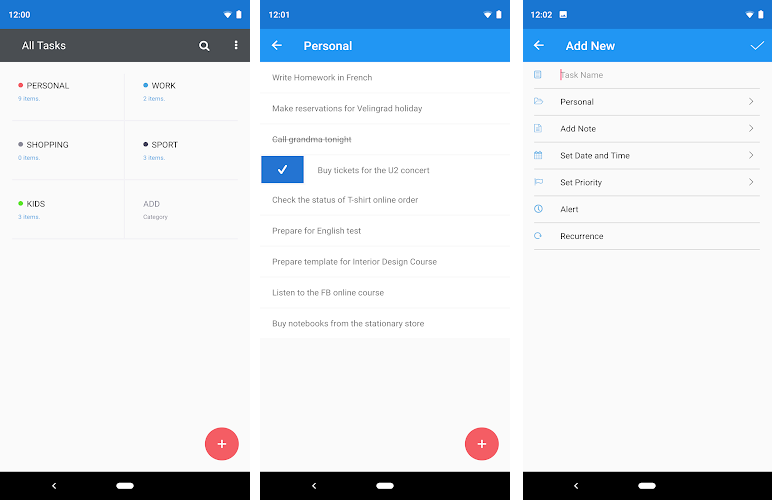 12:00
All Tasks
PERSONAL
9 items.
WORK
2 items.
SHOPPING
0 items.
SPORT
3 items.
KIDS
3 items.
ADD
Category
12:01
Personal
Write Homework in French
Make reservations for Velingrad holiday
Call grandma tonight
Buy tickets for the U2 concert
Check the status of T-shirt online order
Prepare for English test
Prepare template for Interior Design Course
Listen to the FB online course
Buy notebooks from the stationary store
12:02
Add New
Task Name
Personal
Add Note
Set Date and Time
Set Priority
Alert
Recurrence